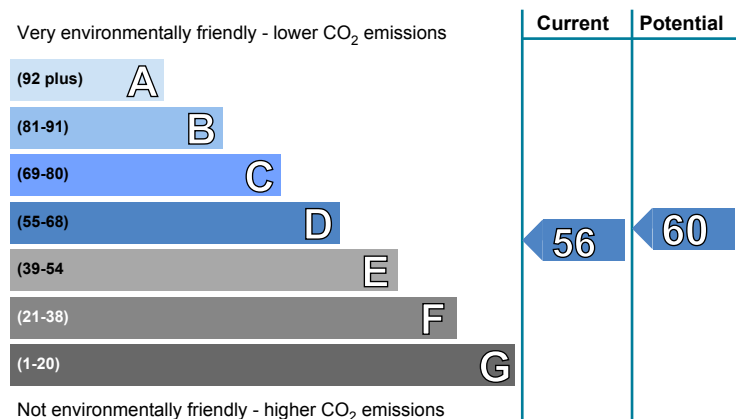 Current Potential
Very environmentally friendly - lower CO₂ emissions
(92 plus) A
(81-91) B
(69-80) C
(55-68) D
56 60
(39-54 E
(21-38) F
(1-20) G
Not environmentally friendly - higher CO₂ emissions